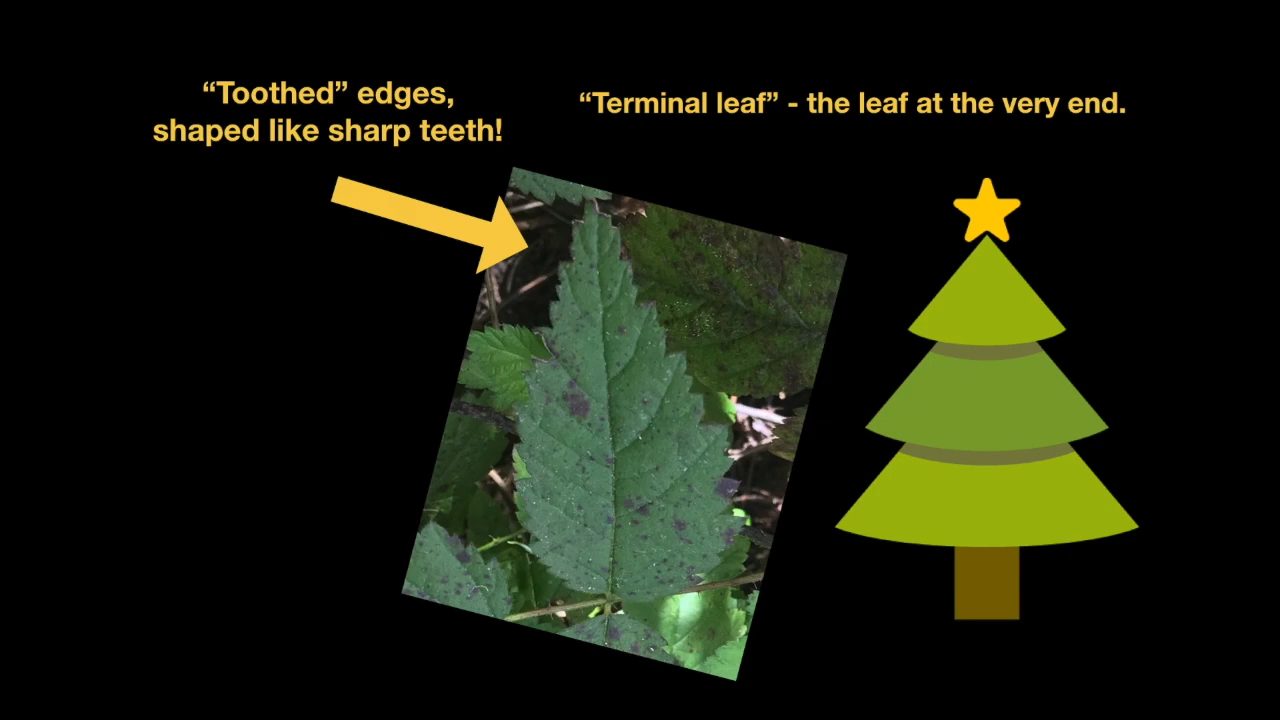 “Toothed” edges,
shaped like sharp teeth!
“Terminal leaf” - the leaf at the very end.